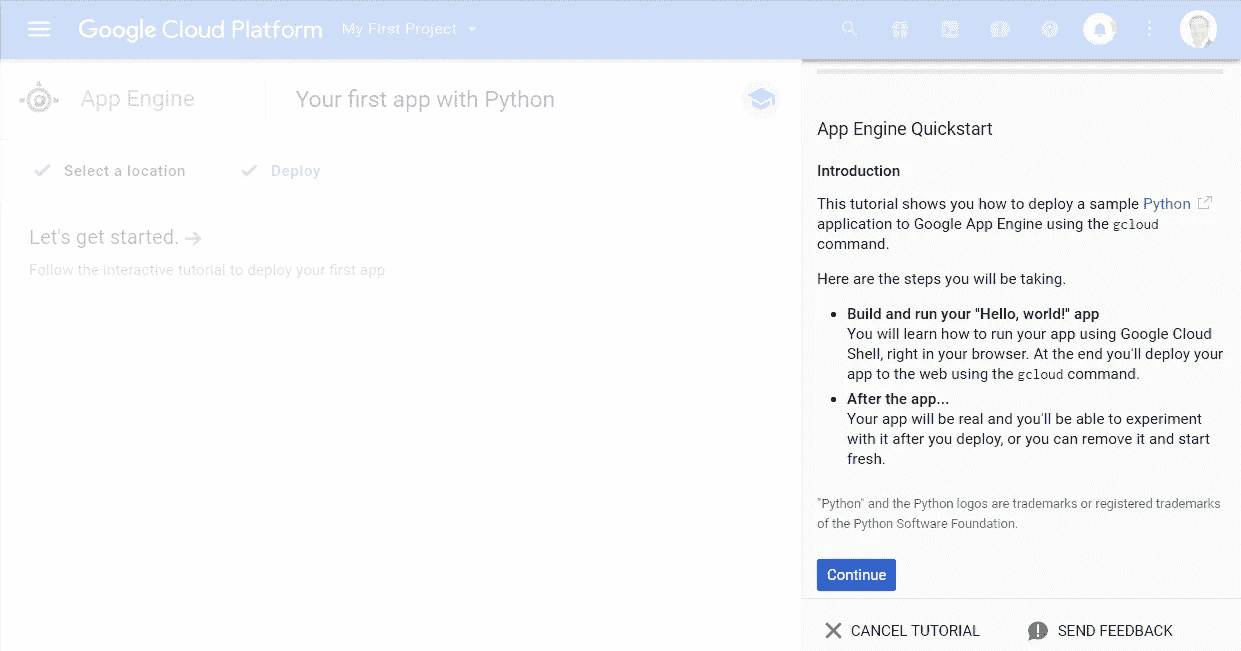 Google Cloud Platform My First Project
App Engine
Your first app with Python
Select a location
Deploy
Let's get started.
Follow the interactive tutorial to deploy your first app
App Engine Quickstart
Introduction
This tutorial shows you how to deploy a sample Python
application to Google App Engine using the gcloud
command.
Here are the steps you will be taking.
Build and run your "Hello, world!" app
You will learn how to run your app using Google Cloud
Shell, right in your browser. At the end you'll deploy your
app to the web using the gcloud command.
After the app...
Your app will be real and you'll be able to experiment
with it after you deploy, or you can remove it and start
fresh.
"Python" and the Python logos are trademarks or registered trademarks
of the Python Software Foundation.
Continue
CANCEL TUTORIAL
SEND FEEDBACK